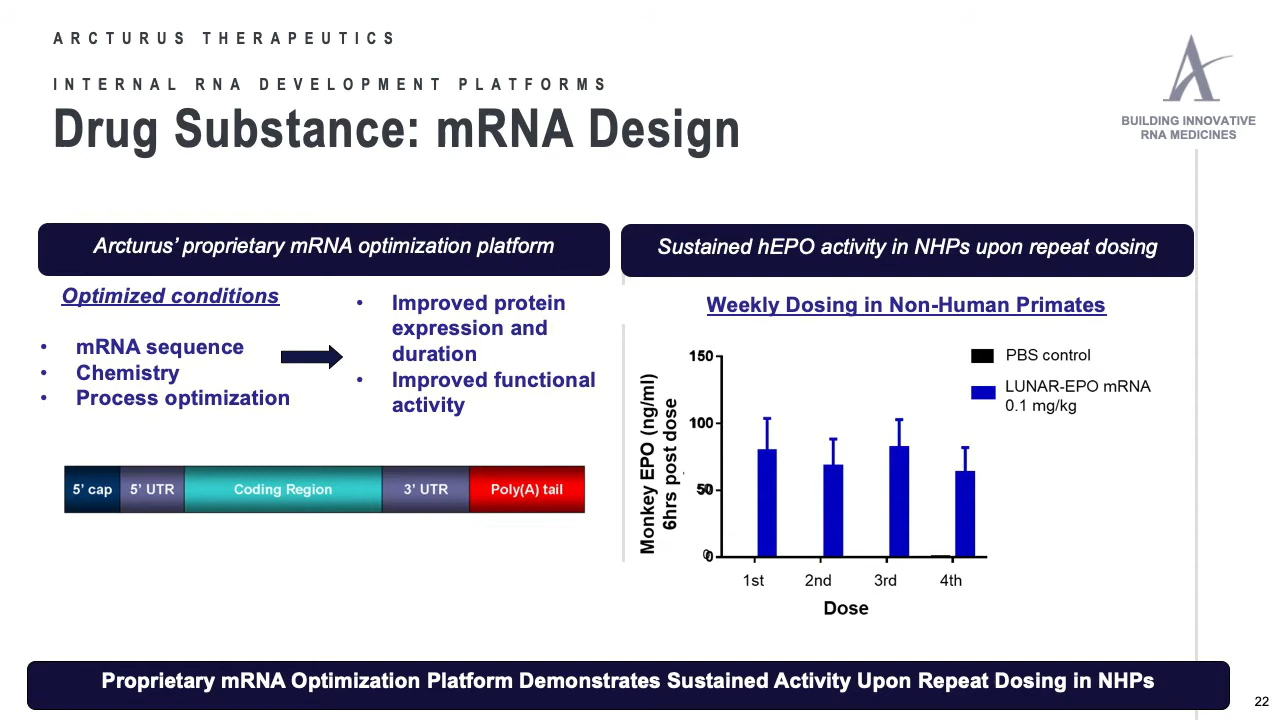 ARCTURUS THERAPEUTICS
INTERNAL RNA DEVELOPMENT PLATFORMS
Drug Substance: mRNA Design
BUILDING INNOVATIVE
RNA MEDICINES
Arcturus’ proprietary mRNA optimization platform
Optimized conditions
• mRNA sequence
• Chemistry
• Process optimization
• Improved protein
expression and
duration
• Improved functional
activity
5’ cap 5’ UTR Coding Region 3’ UTR Poly(A) tail
Sustained hEPO activity in NHPs upon repeat dosing
Weekly Dosing in Non-Human Primates
Monkey EPO (ng/ml)
6hrs post dose
150
100
50
0
PBS control
LUNAR-EPO mRNA
0.1 mg/kg
1st 2nd 3rd 4th
Dose
Proprietary mRNA Optimization Platform Demonstrates Sustained Activity Upon Repeat Dosing in NHPs
22